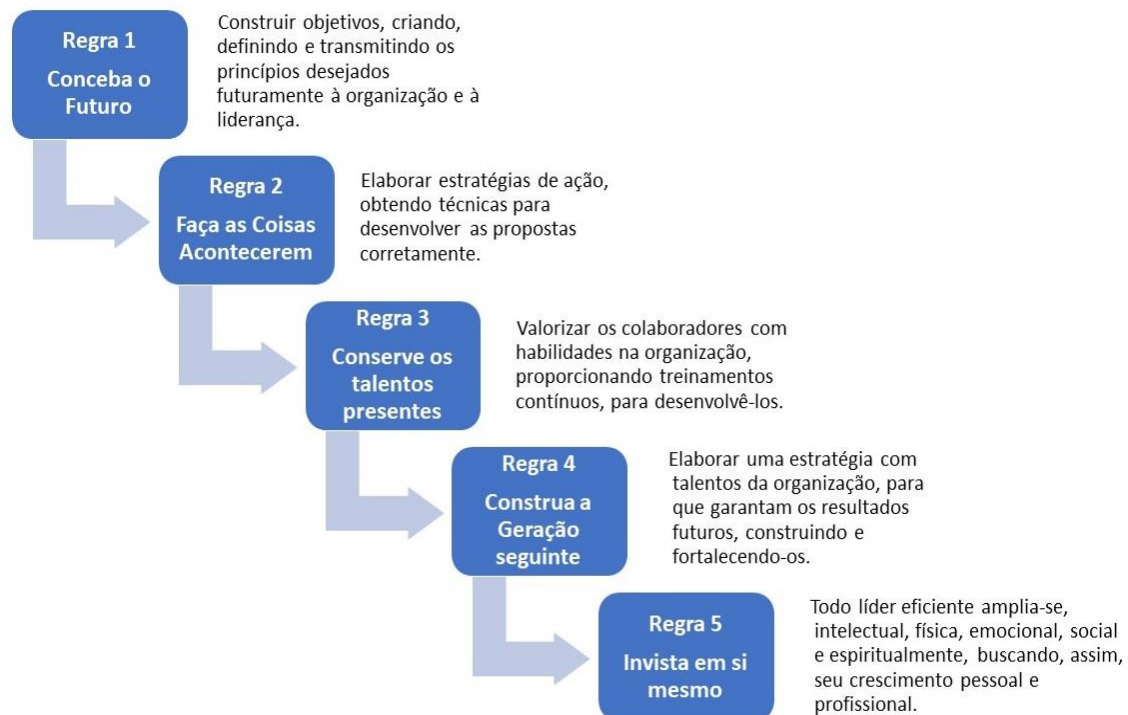 Regra 1
Conceba o
Futuro
Construir objetivos, criando,
definindo e transmitindo os
princípios desejados
futuramente à organização e à
liderança.
Regra 2
Faça as Coisas
Acontecerem
Elaborar estratégias de ação,
obtendo técnicas para
desenvolver as propostas
corretamente.
Regra 3
Conserve os
talentos
presentes
Valorizar os colaboradores com
habilidades na organização,
proporcionando treinamentos
contínuos, para desenvolvê-los.
Regra 4
Construa a
Geração
seguinte
Elaborar uma estratégia com
talentos da organização, para
que garantam os resultados
futuros, construindo e
fortalecendo-os.
Regra 5
Invista em si
mesmo
Todo líder eficiente amplia-se,
intelectual, física, emocional, social
e espiritualmente, buscando, assim,
seu crescimento pessoal e
profissional.